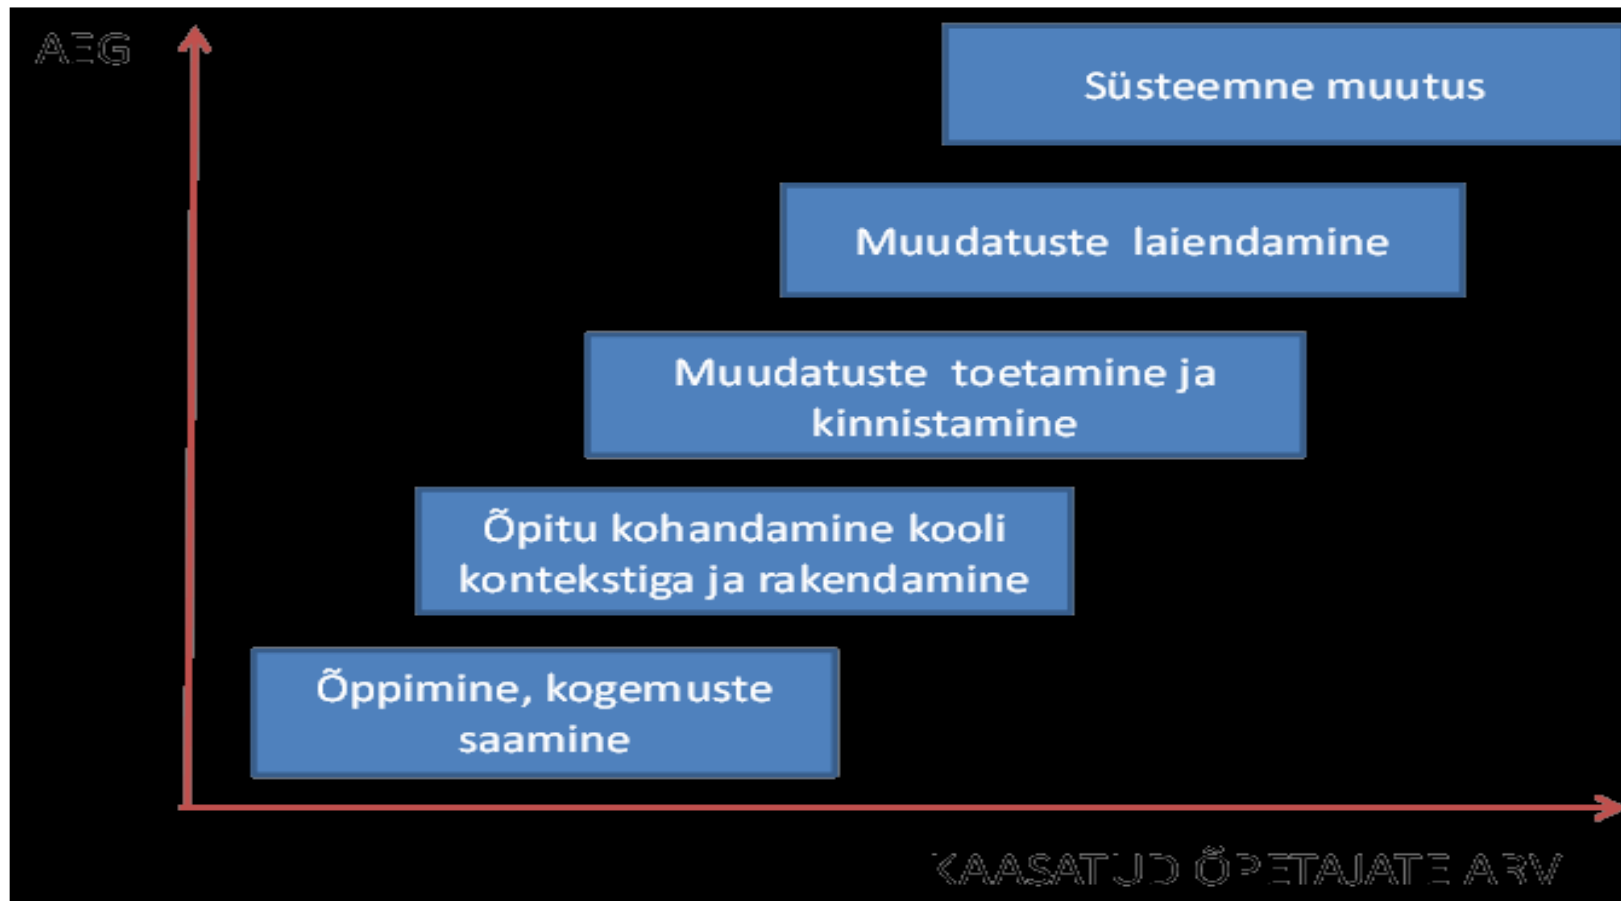 AEG
Süsteemne muutus
Muudatuste laiendamine
Muudatuste toetamine ja
kinnistamine
Õpitu kohandamine kooli
kontekstiga ja rakendamine
Õppimine, kogemuste
saamine
KAASATUD ÕPETAJATE ARV